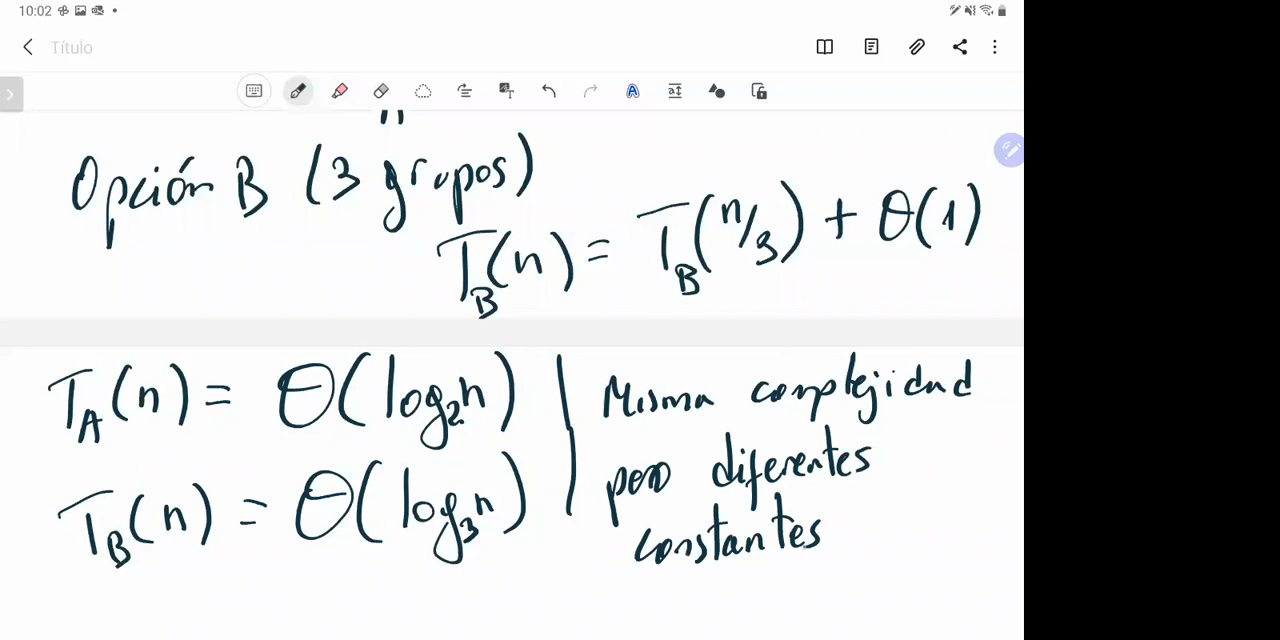 10:02
Título
Opción B (3 grupos)
T_B(n) = T_B(n/3) + Θ(1)
T_A(n) = Θ(log₂n)
T_B(n) = Θ(log₃n)
Misma complejidad
pero diferentes
constantes